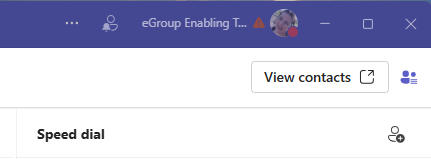 eGroup Enabling T...
View contacts
Speed dial